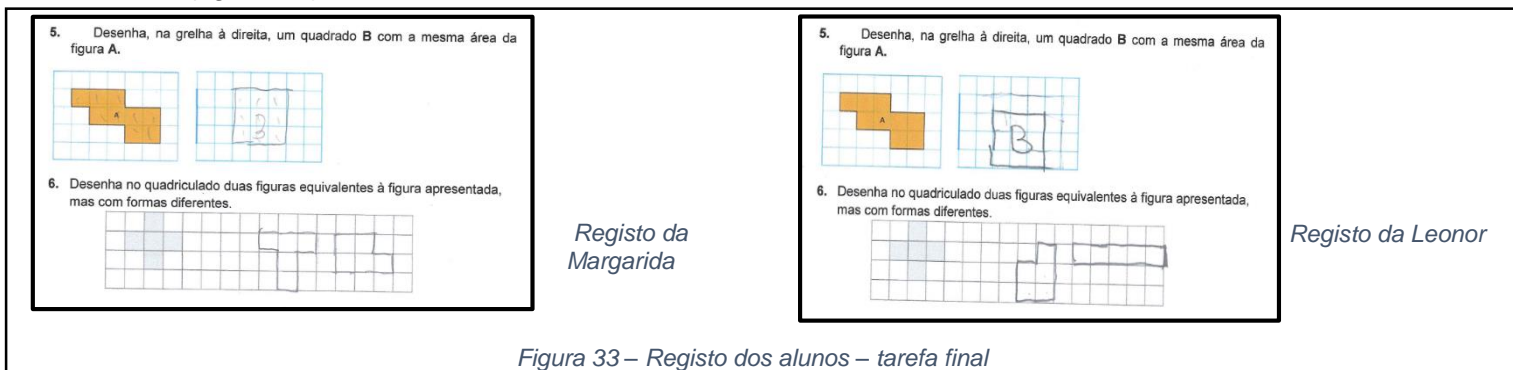 5. Desenha, na grelha à direita, um quadrado B com a mesma área da
figura A.
A
B
6. Desenha no quadriculado duas figuras equivalentes à figura apresentada,
mas com formas diferentes.
Registo da
Margarida
5. Desenha, na grelha à direita, um quadrado B com a mesma área da
figura A.
A
B
6. Desenha no quadriculado duas figuras equivalentes à figura apresentada,
mas com formas diferentes.
Registo da Leonor
Figura 33 – Registo dos alunos – tarefa final